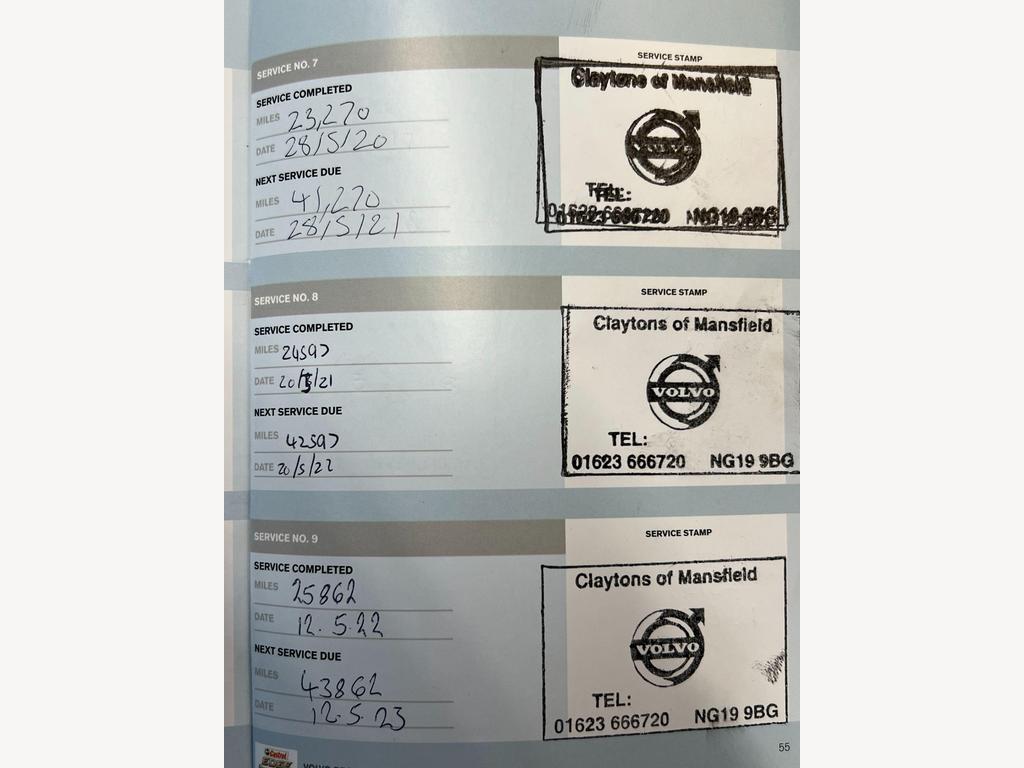 SERVICE NO. 7
SERVICE STAMP
SERVICE COMPLETED
MILES 23,270
DATE 28/5/20
NEXT SERVICE DUE
MILES 41,270
DATE 28/5/21
Claytons of Mansfield
VOLVO
TEL:
01623 666720 NG19 9BG
SERVICE NO. 8
SERVICE STAMP
SERVICE COMPLETED
MILES 24597
DATE 20/5/21
NEXT SERVICE DUE
MILES 42597
DATE 20/5/22
Claytons of Mansfield
VOLVO
TEL:
01623 666720 NG19 9BG
SERVICE NO. 9
SERVICE STAMP
SERVICE COMPLETED
MILES 25862
DATE 12.5.22
NEXT SERVICE DUE
MILES 43862
DATE 12.5.23
Claytons of Mansfield
VOLVO
TEL:
01623 666720 NG19 9BG
Castrol
EDGE
55